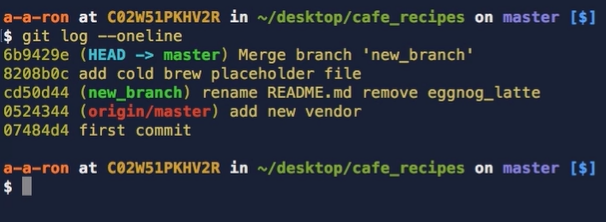 a-a-ron at C02W51PKHV2R in ~/desktop/cafe_recipes on master [$]
$ git log --oneline
6b9429e (HEAD -> master) Merge branch 'new_branch'
8208b0c add cold brew placeholder file
cd50d44 (new_branch) rename README.md remove eggnog_latte
0524344 (origin/master) add new vendor
07484d4 first commit
a-a-ron at C02W51PKHV2R in ~/desktop/cafe_recipes on master [$]
$